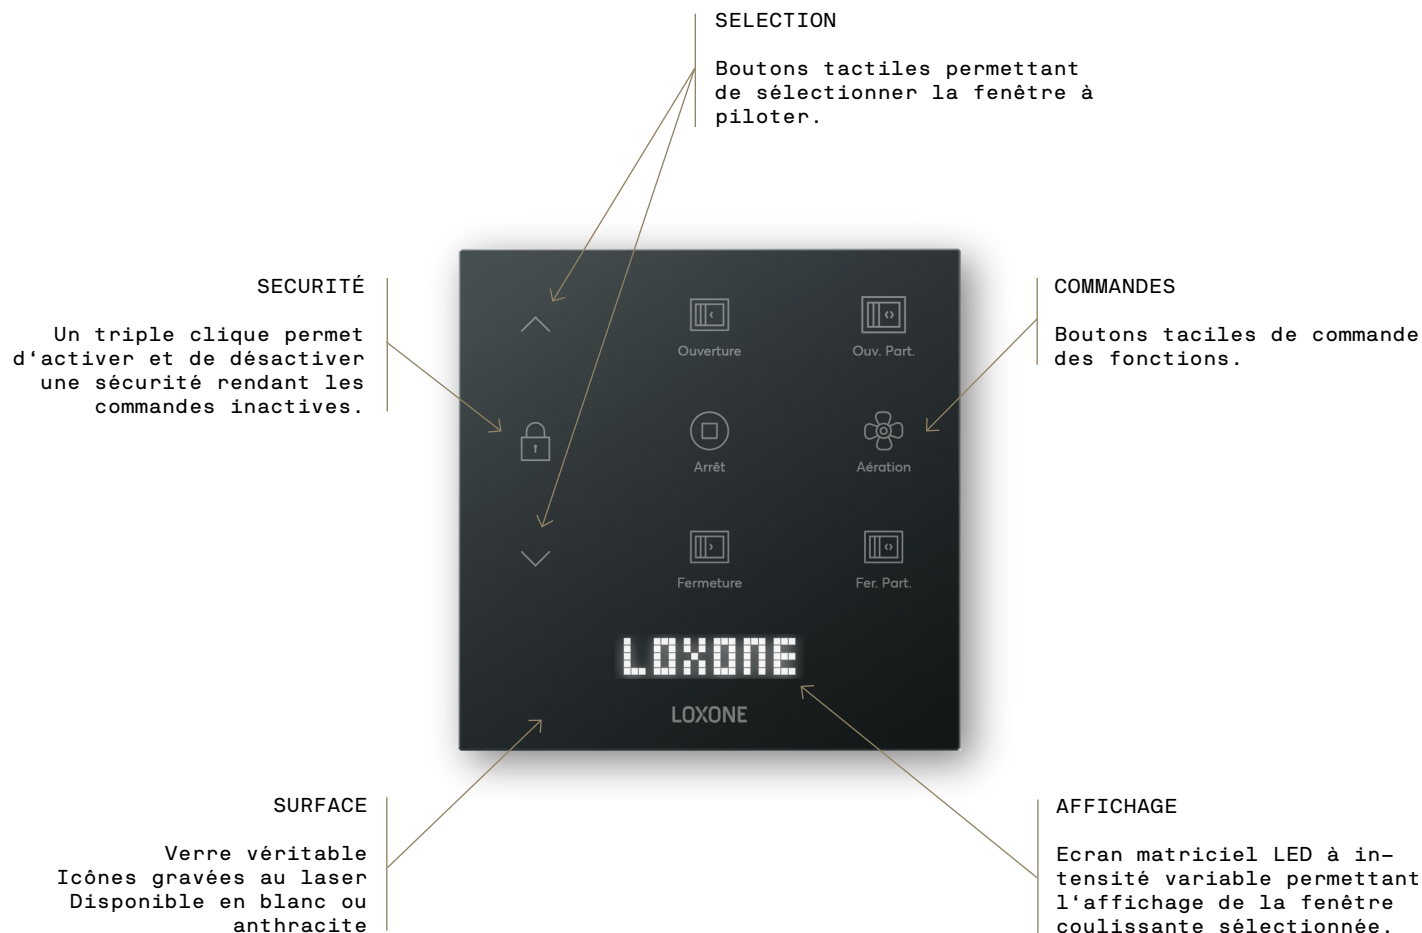 SELECTION
Boutons tactiles permettant
de sélectionner la fenêtre à
piloter.
SECURITÉ
Un triple clique permet
d‘activer et de désactiver
une sécurité rendant les
commandes inactives.
COMMANDES
Boutons taciles de commande
des fonctions.
Ouverture
Ouv. Part.
Arrêt
Aération
Fermeture
Fer. Part.
LOXONE
LOXONE
SURFACE
Verre véritable
Icônes gravées au laser
Disponible en blanc ou
anthracite
AFFICHAGE
Ecran matriciel LED à in-
tensité variable permettant
l‘affichage de la fenêtre
coulissante sélectionnée.